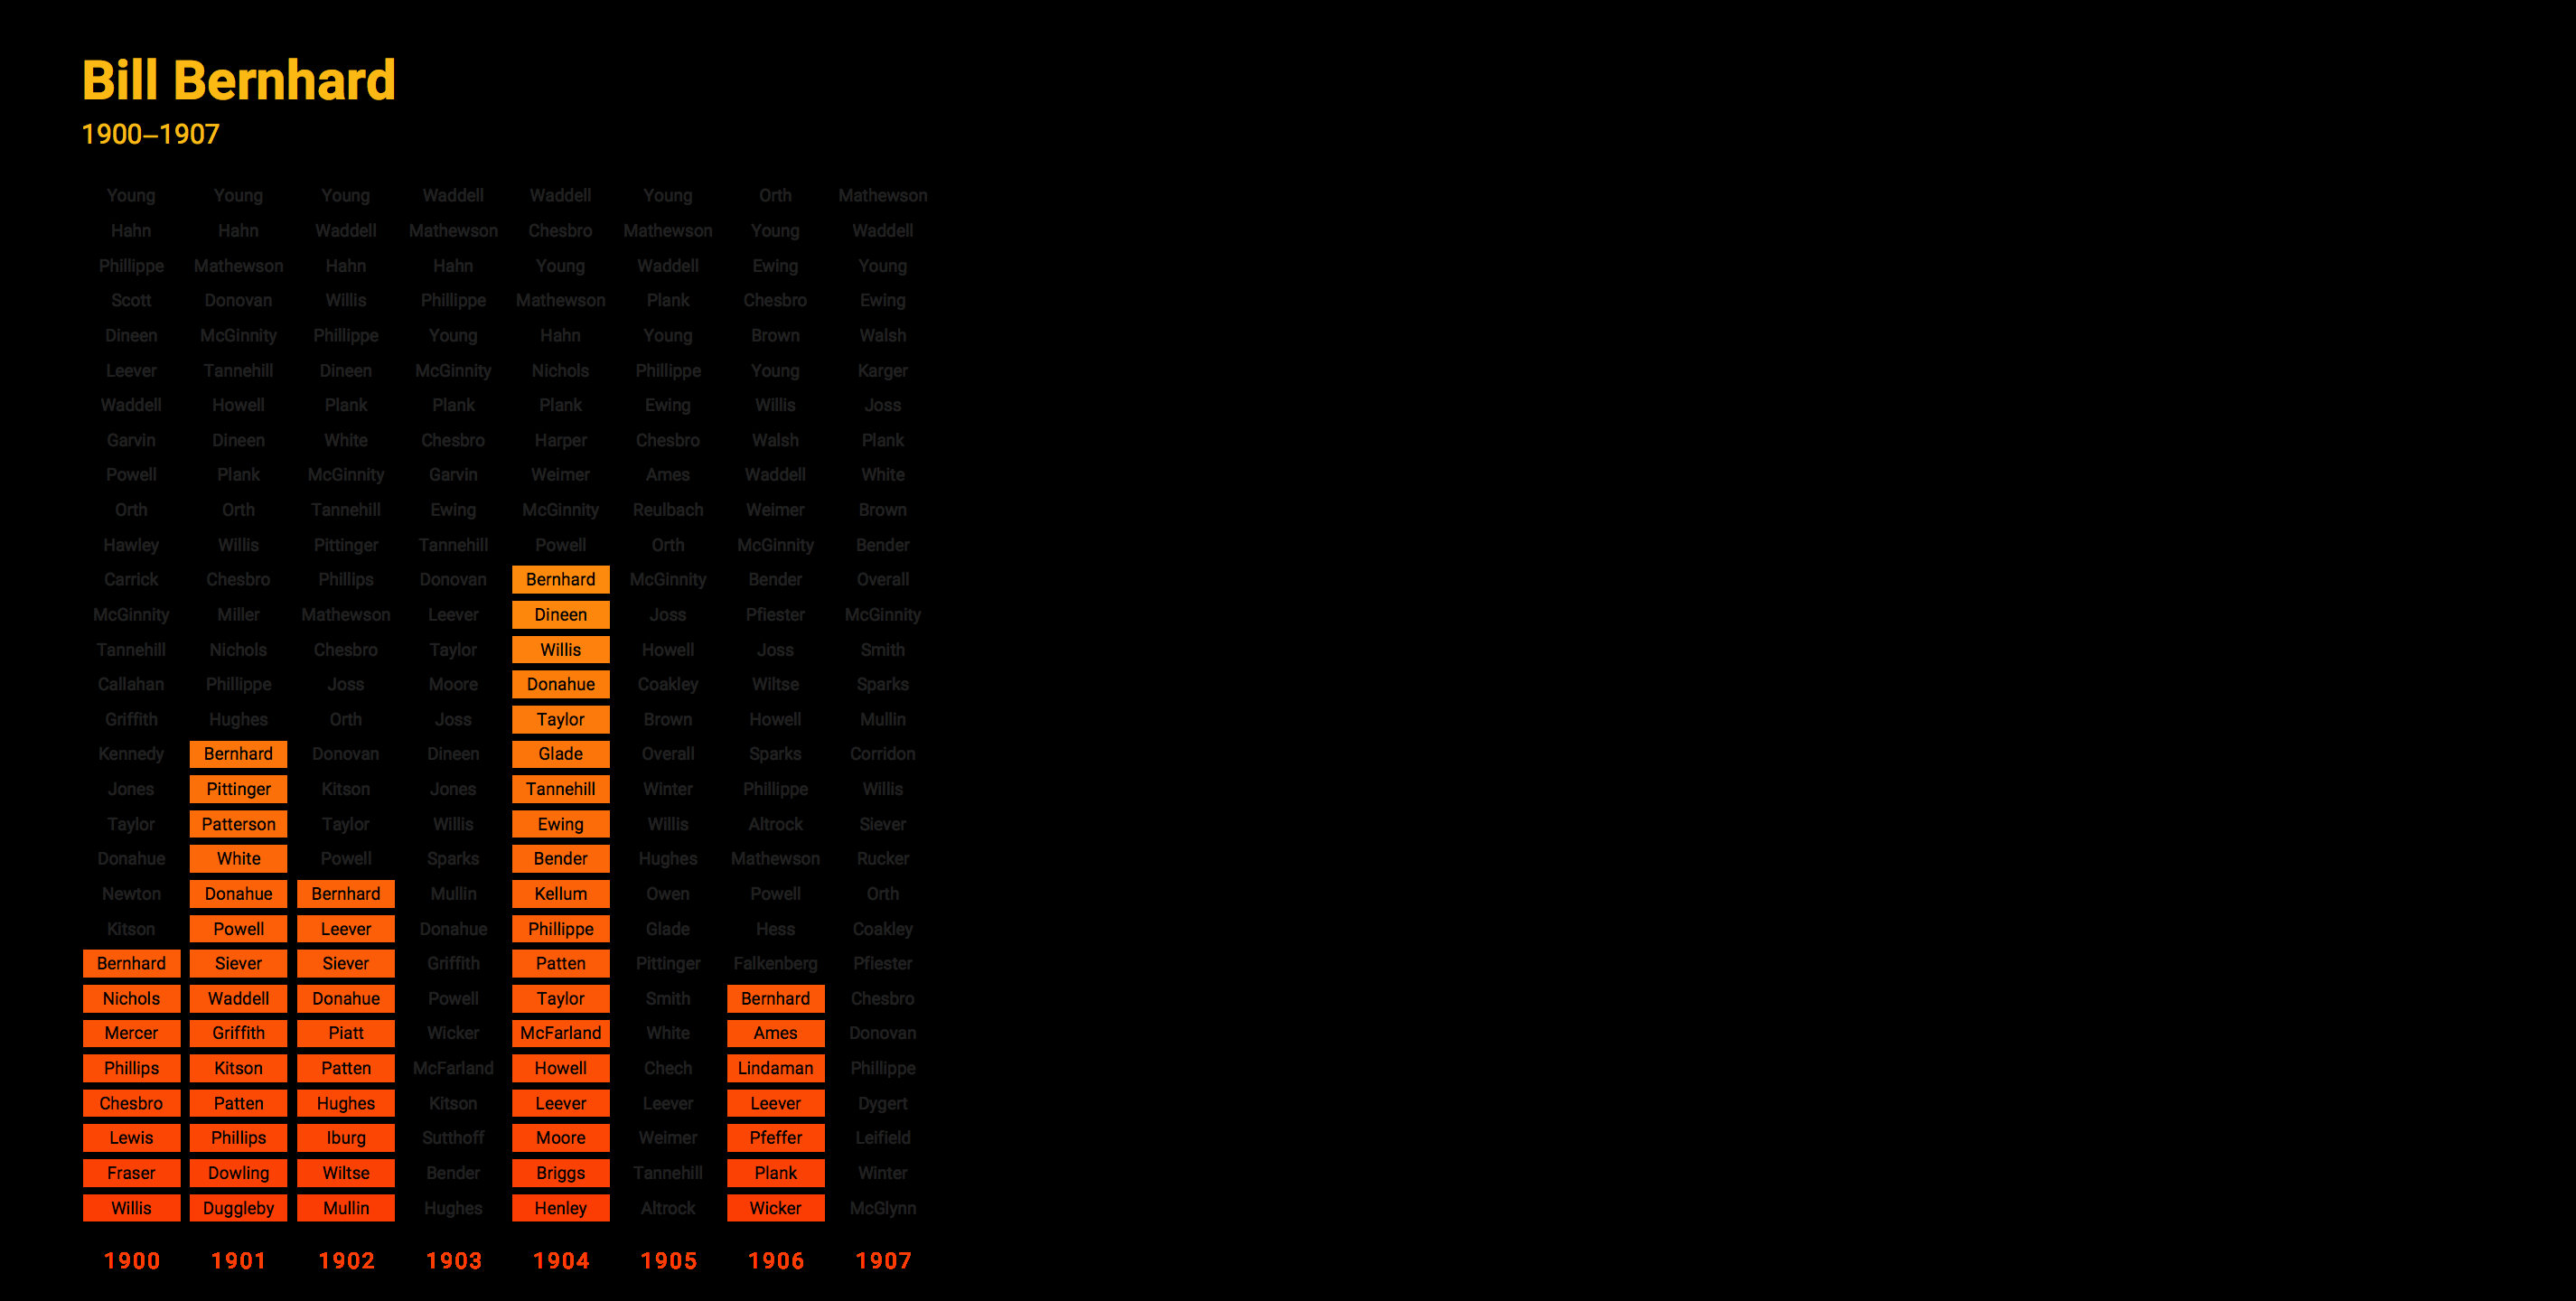 Bill Bernhard
1900–1907
Young Young Young Waddell Waddell Young Orth Mathewson
Hahn Hahn Waddell Mathewson Chesbro Mathewson Young Waddell
Phillippe Mathewson Hahn Hahn Young Waddell Ewing Young
Scott Donovan Willis Phillippe Mathewson Plank Chesbro Ewing
Dineen McGinnity Phillippe Young Hahn Young Brown Walsh
Leever Tannehill Dineen McGinnity Nichols Phillippe Young Karger
Waddell Howell Plank Plank Plank Ewing Willis Joss
Garvin Dineen White Chesbro Harper Chesbro Walsh Plank
Powell Plank McGinnity Garvin Weimer Ames Waddell White
Orth Orth Tannehill Ewing McGinnity Reulbach Weimer Brown
Hawley Willis Pittinger Tannehill Powell Orth McGinnity Bender
Carrick Chesbro Phillips Donovan Bernhard McGinnity Bender Overall
McGinnity Miller Mathewson Leever Dineen Joss Pfiester McGinnity
Tannehill Nichols Chesbro Taylor Willis Howell Joss Smith
Callahan Phillippe Joss Moore Donahue Coakley Wiltse Sparks
Griffith Hughes Orth Joss Taylor Brown Howell Mullin
Kennedy Bernhard Donovan Dineen Glade Overall Sparks Corridon
Jones Pittinger Kitson Jones Tannehill Winter Phillippe Willis
Taylor Patterson Taylor Willis Ewing Willis Altrock Siever
Donahue White Powell Sparks Bender Hughes Mathewson Rucker
Newton Donahue Bernhard Mullin Kellum Owen Powell Orth
Kitson Powell Leever Donahue Phillippe Glade Hess Coakley
Bernhard Siever Siever Griffith Patten Pittinger Falkenberg Pfiester
Nichols Waddell Donahue Powell Taylor Smith Bernhard Chesbro
Mercer Griffith Piatt Wicker McFarland White Ames Donovan
Phillips Kitson Patten McFarland Howell Chech Lindaman Phillippe
Chesbro Patten Hughes Kitson Leever Leever Leever Dygert
Lewis Phillips Iburg Sutthoff Moore Weimer Pfeffer Leifield
Fraser Dowling Wiltse Bender Briggs Tannehill Plank Winter
Willis Duggleby Mullin Hughes Henley Altrock Wicker McGlynn
1900 1901 1902 1903 1904 1905 1906 1907